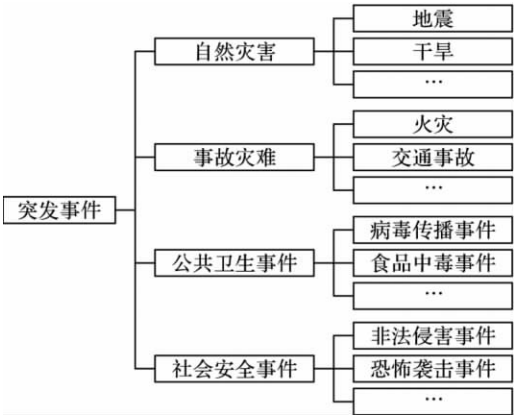 突发事件
自然灾害
地震
干旱
…
事故灾难
火灾
交通事故
…
公共卫生事件
病毒传播事件
食品中毒事件
…
社会安全事件
非法侵害事件
恐怖袭击事件
…